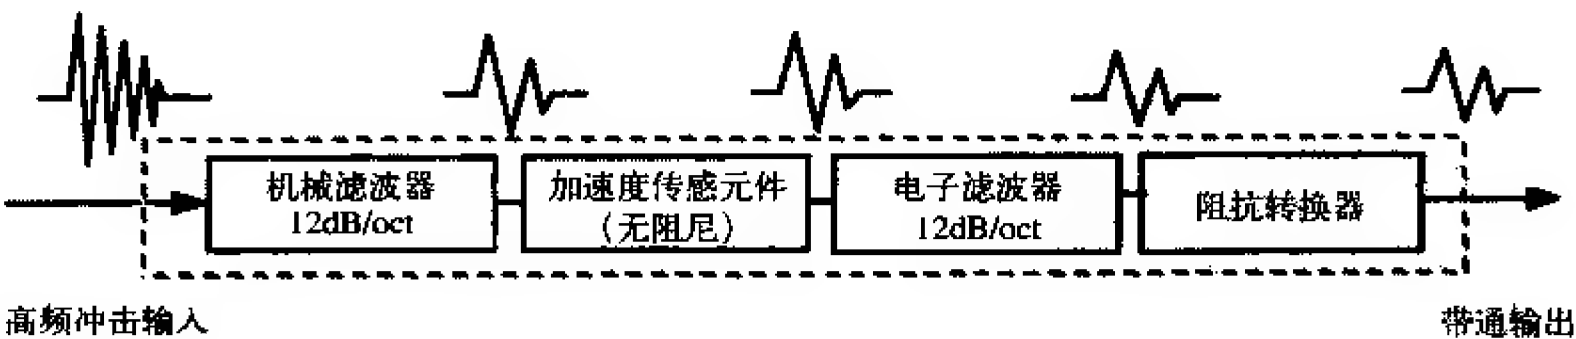 机械滤波器
12dB/oct
加速度传感元件
（无阻尼）
电子滤波器
12dB/oct
阻抗转换器
高频冲击输入
带通输出